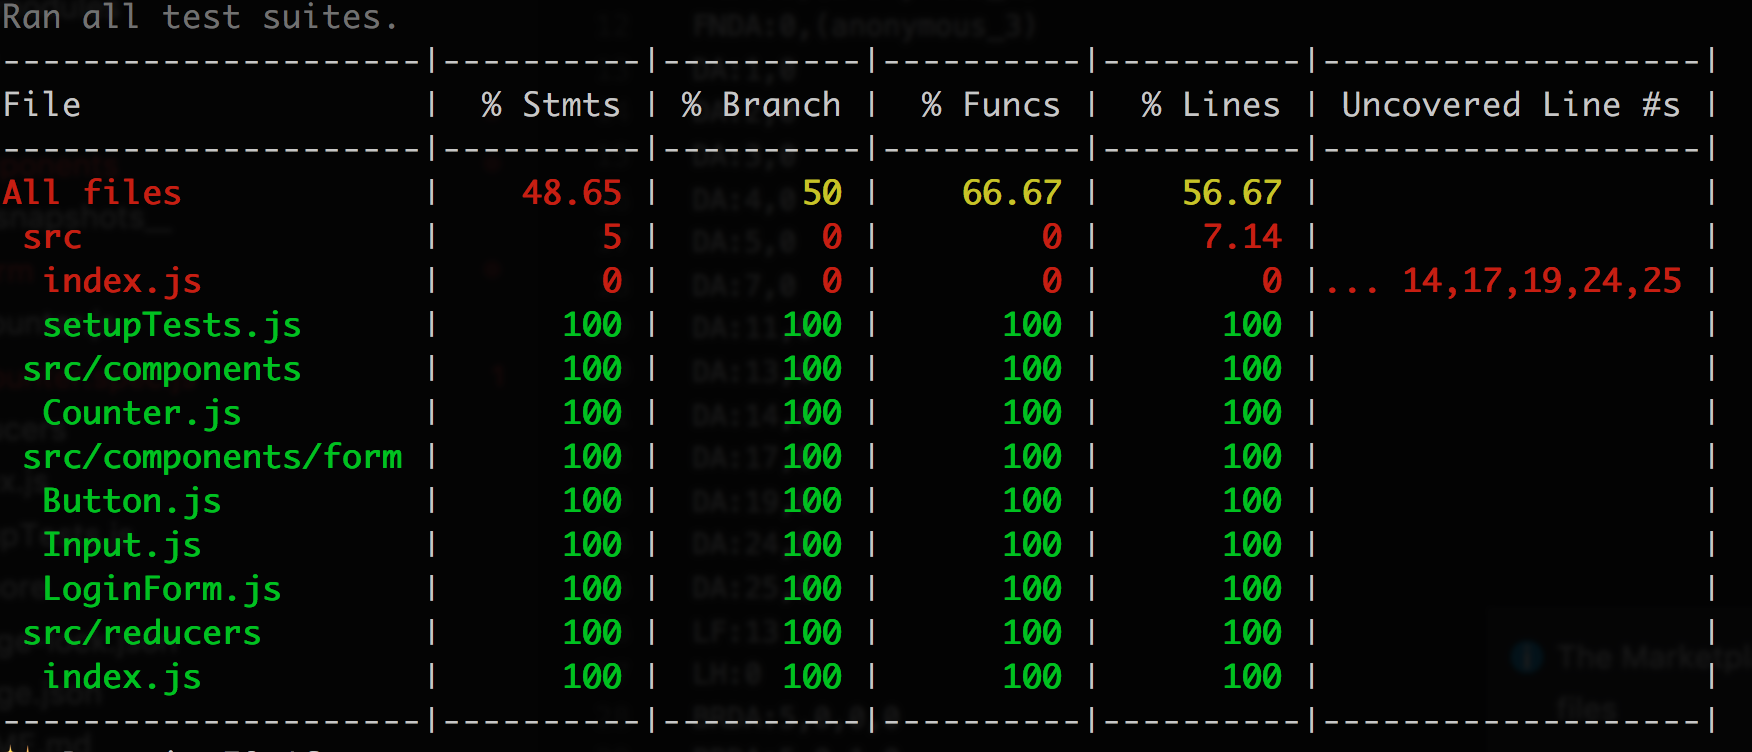 Ran all test suites.
---------------------|----------|----------|----------|----------|-------------------|
File | % Stmts | % Branch | % Funcs | % Lines | Uncovered Line #s |
---------------------|----------|----------|----------|----------|-------------------|
All files | 48.65 | 50 | 66.67 | 56.67 | |
src | 5 | 0 | 0 | 7.14 | |
index.js | 0 | 0 | 0 | 0 |... 14,17,19,24,25 |
setupTests.js | 100 | 100 | 100 | 100 | |
src/components | 100 | 100 | 100 | 100 | |
Counter.js | 100 | 100 | 100 | 100 | |
src/components/form | 100 | 100 | 100 | 100 | |
Button.js | 100 | 100 | 100 | 100 | |
Input.js | 100 | 100 | 100 | 100 | |
LoginForm.js | 100 | 100 | 100 | 100 | |
src/reducers | 100 | 100 | 100 | 100 | |
index.js | 100 | 100 | 100 | 100 | |
---------------------|----------|----------|----------|----------|-------------------|